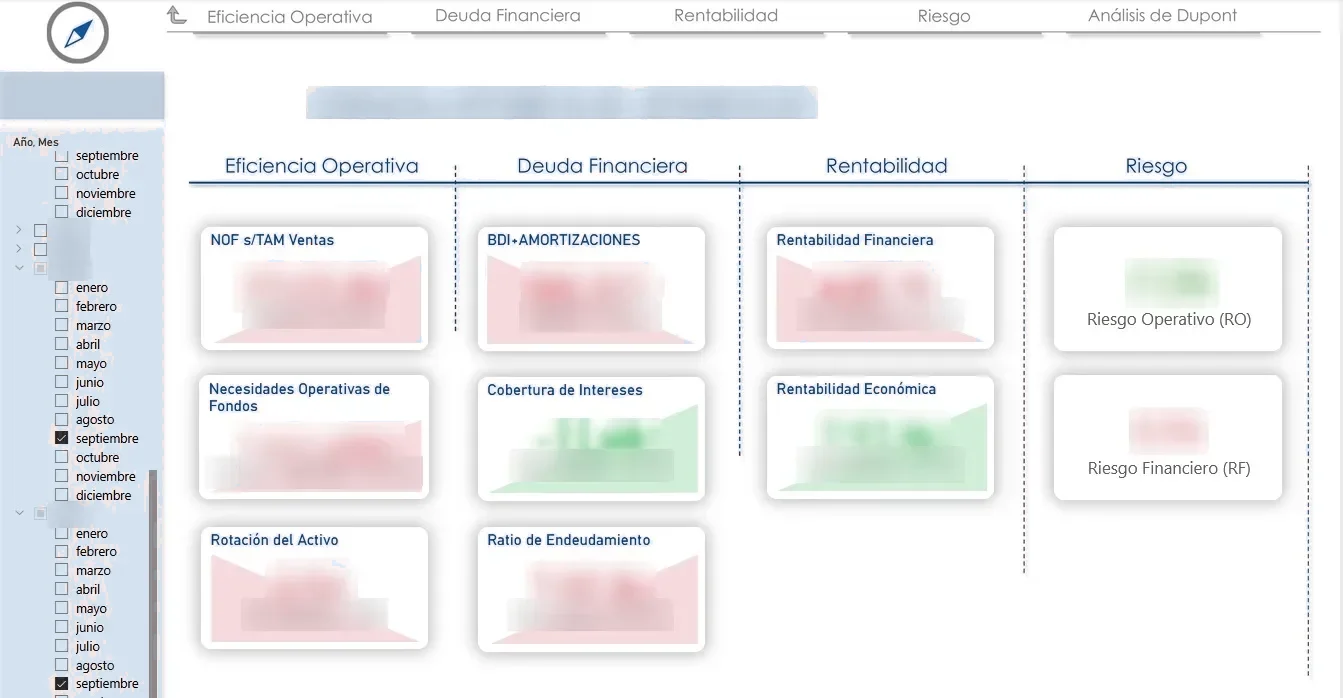 Eficiencia Operativa
Deuda Financiera
Rentabilidad
Riesgo
Análisis de Dupont
Año, Mes
septiembre
octubre
noviembre
diciembre
enero
febrero
marzo
abril
mayo
junio
julio
agosto
septiembre
octubre
noviembre
diciembre
enero
febrero
marzo
abril
mayo
junio
julio
agosto
septiembre
Eficiencia Operativa
NOF s/TAM Ventas
Necesidades Operativas de
Fondos
Rotación del Activo
Deuda Financiera
BDI+AMORTIZACIONES
Cobertura de Intereses
Ratio de Endeudamiento
Rentabilidad
Rentabilidad Financiera
Rentabilidad Económica
Riesgo
Riesgo Operativo (RO)
Riesgo Financiero (RF)